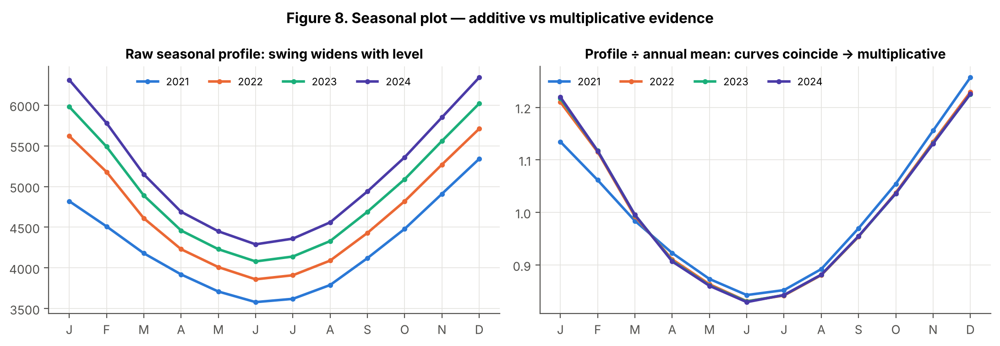 Figure 8. Seasonal plot — additive vs multiplicative evidence
Raw seasonal profile: swing widens with level
2021 2022 2023 2024
6000
5500
5000
4500
4000
3500
J F M A M J J A S O N D
Profile ÷ annual mean: curves coincide → multiplicative
2021 2022 2023 2024
1.2
1.1
1.0
0.9
J F M A M J J A S O N D